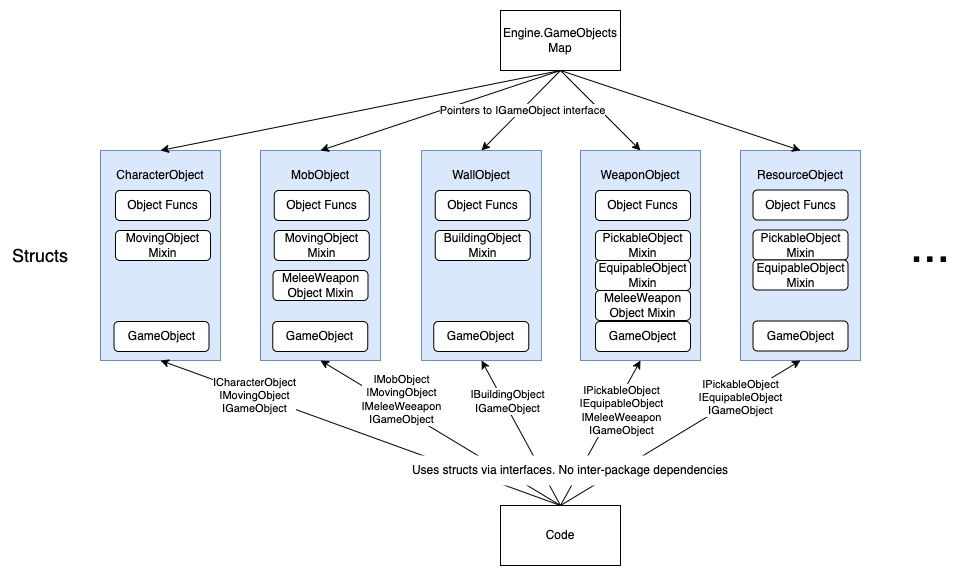 Engine.GameObjects
Map
Pointers to IGameObject interface
CharacterObject
Object Funcs
MovingObject
Mixin
GameObject
MobObject
Object Funcs
MovingObject
Mixin
MeleeWeapon
Object Mixin
GameObject
WallObject
Object Funcs
BuildingObject
Mixin
GameObject
WeaponObject
Object Funcs
PickableObject
Mixin
EquipableObject
Mixin
MeleeWeapon
Object Mixin
GameObject
ResourceObject
Object Funcs
PickableObject
Mixin
EquipableObject
Mixin
GameObject
Structs
...
ICharacterObject
IMovingObject
IGameObject
IMobObject
IMovingObject
IMeleeWeeapon
IGameObject
IBuildingObject
IGameObject
IPickableObject
IEquipableObject
IMeleeWeeapon
IGameObject
IPickableObject
IEquipableObject
IGameObject
Uses structs via interfaces. No inter-package dependencies
Code